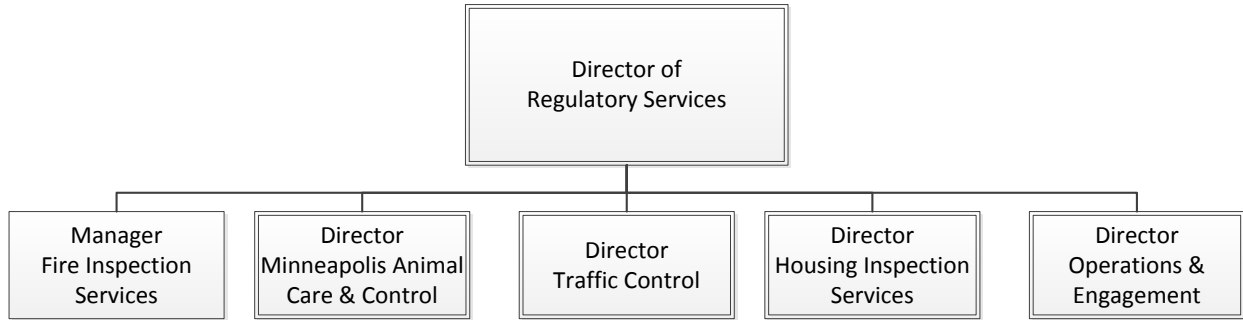 Director of
Regulatory Services
Manager
Fire Inspection
Services
Director
Minneapolis Animal
Care & Control
Director
Traffic Control
Director
Housing Inspection
Services
Director
Operations &
Engagement